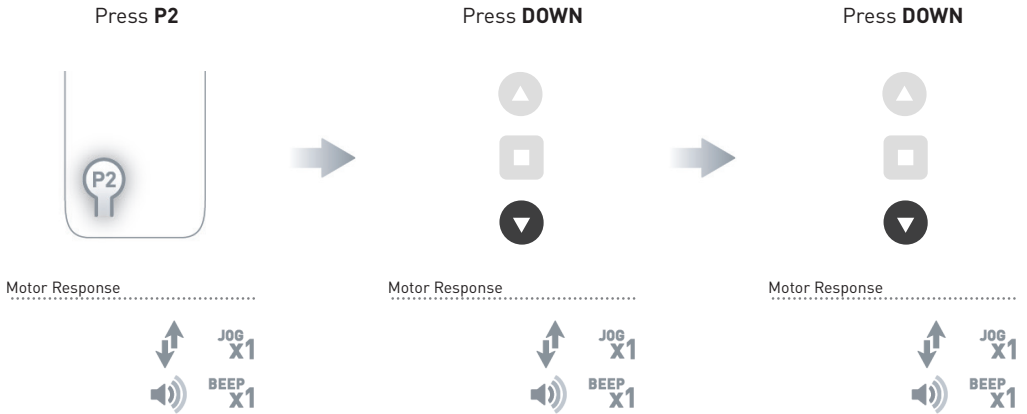 Press P2
Press DOWN
Press DOWN
P2
Motor Response
Motor Response
Motor Response
JOG
X1
JOG
X1
JOG
X1
BEEP
X1
BEEP
X1
BEEP
X1